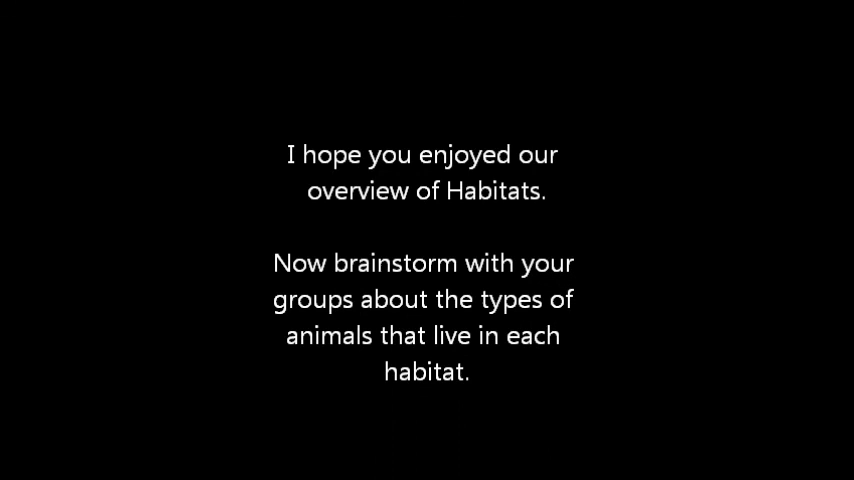 I hope you enjoyed our
overview of Habitats.
Now brainstorm with your
groups about the types of
animals that live in each
habitat.